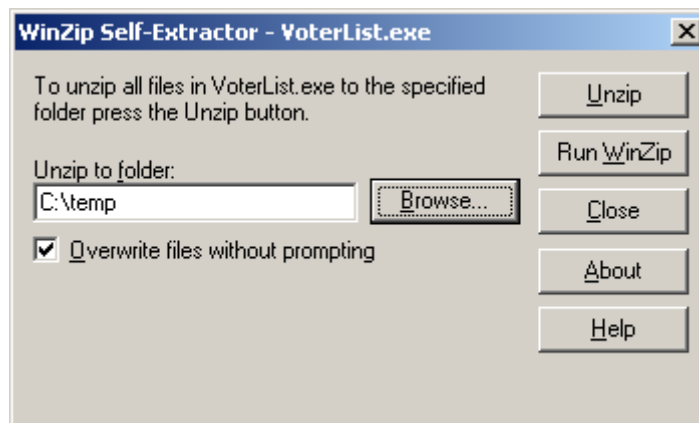 WinZip Self-Extractor - VoterList.exe
To unzip all files in VoterList.exe to the specified
folder press the Unzip button.
Unzip to folder:
C:\temp
Browse...
Overwrite files without prompting
Unzip
Run WinZip
Close
About
Help